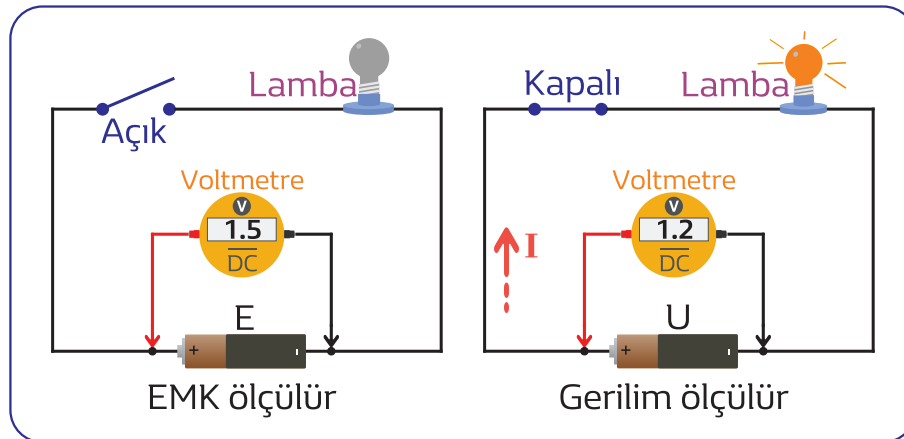 Lamba
Açık
Voltmetre
V
1.5
DC
E
+ -
EMK ölçülür
Kapalı
Lamba
Voltmetre
V
1.2
DC
I
U
+ -
Gerilim ölçülür